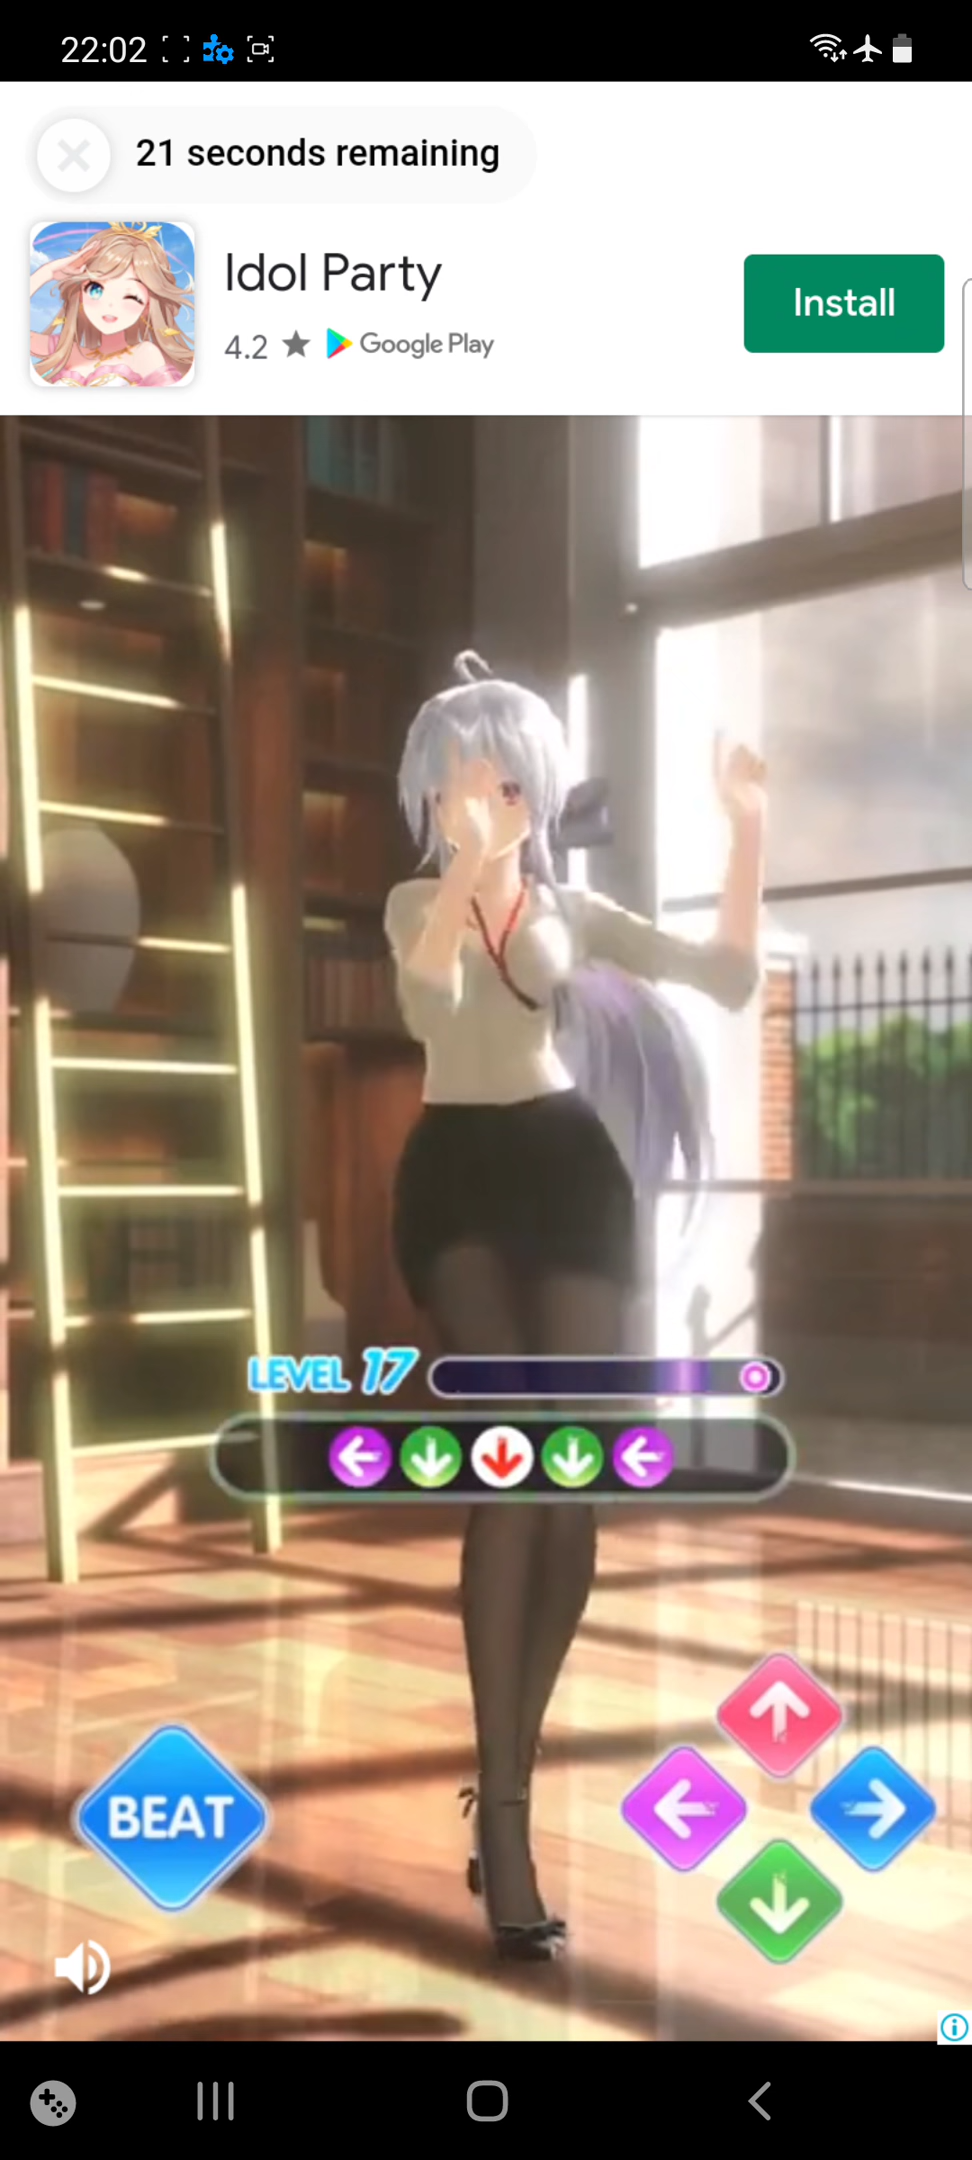 22:02
21 seconds remaining
Idol Party
4.2 ★ Google Play
Install
LEVEL 17
BEAT